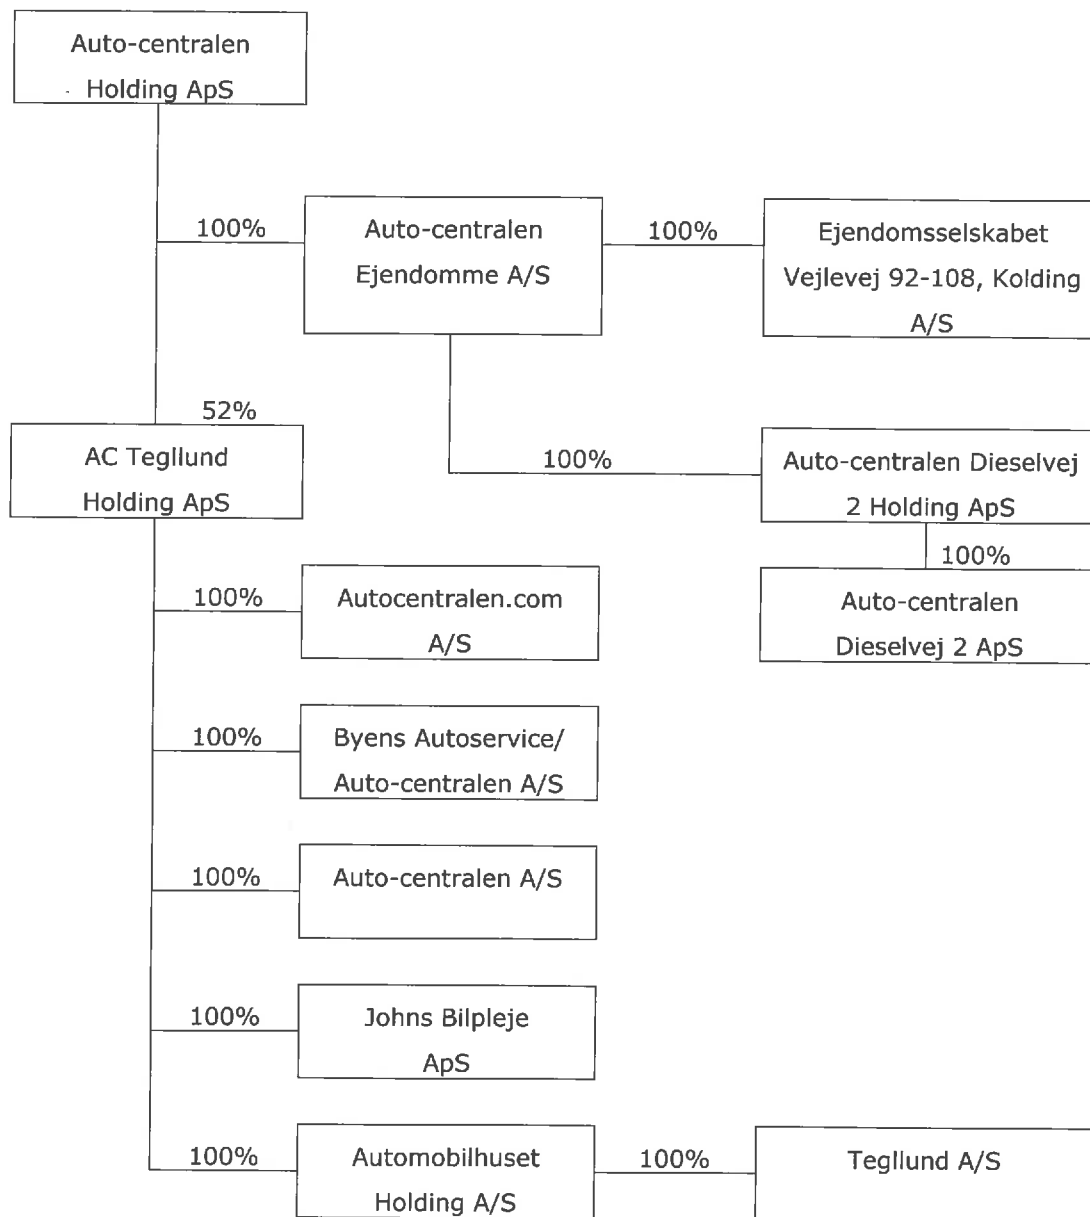 Auto-centralen
Holding ApS
100%
Auto-centralen
Ejendomme A/S
100%
Ejendomsselskabet
Vejlevej 92-108, Kolding
A/S
52%
AC Tegllund
Holding ApS
100%
Auto-centralen Dieselvej
2 Holding ApS
100%
Auto-centralen
Dieselvej 2 ApS
100%
Autocentralen.com
A/S
100%
Byens Autoservice/
Auto-centralen A/S
100%
Auto-centralen A/S
100%
Johns Bilpleje
ApS
100%
Automobilhuset
Holding A/S
100%
Tegllund A/S